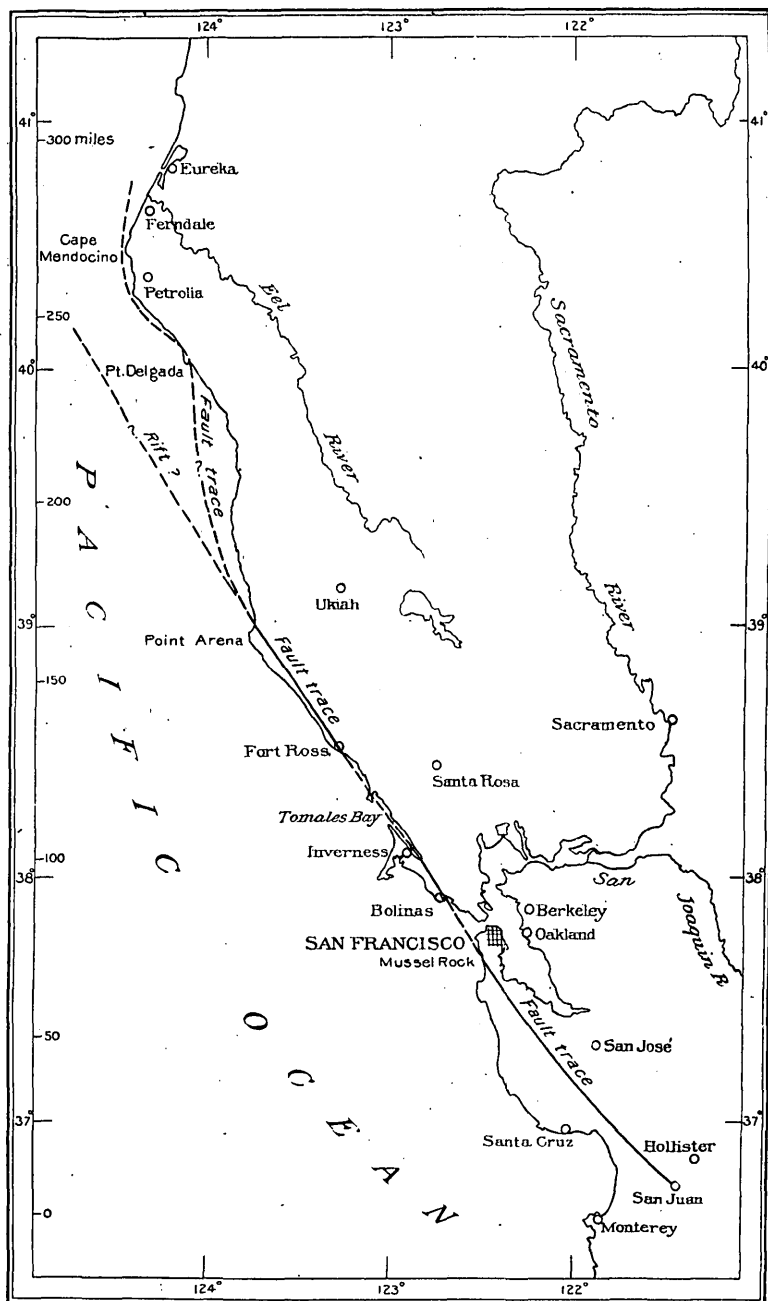 124°
123°
122°
41°
41°
300 miles
Eureka
Ferndale
Cape
Mendocino
Petrolia
Eel
Sacramento
250
40°
40°
Pt. Delgada
Fault trace
Rift ?
River
200
PACIFIC
Ukiah
River
39°
39°
Point Arena
Fault trace
150
Sacramento
Fort Ross
Santa Rosa
Tomales Bay
Inverness
100
38°
38°
San
Joaquin R
Bolinas
Berkeley
SAN FRANCISCO
Oakland
Mussel Rock
OCEAN
Fault trace
50
San José
37°
37°
Santa Cruz
Hollister
San Juan
0
Monterey
124°
123°
122°